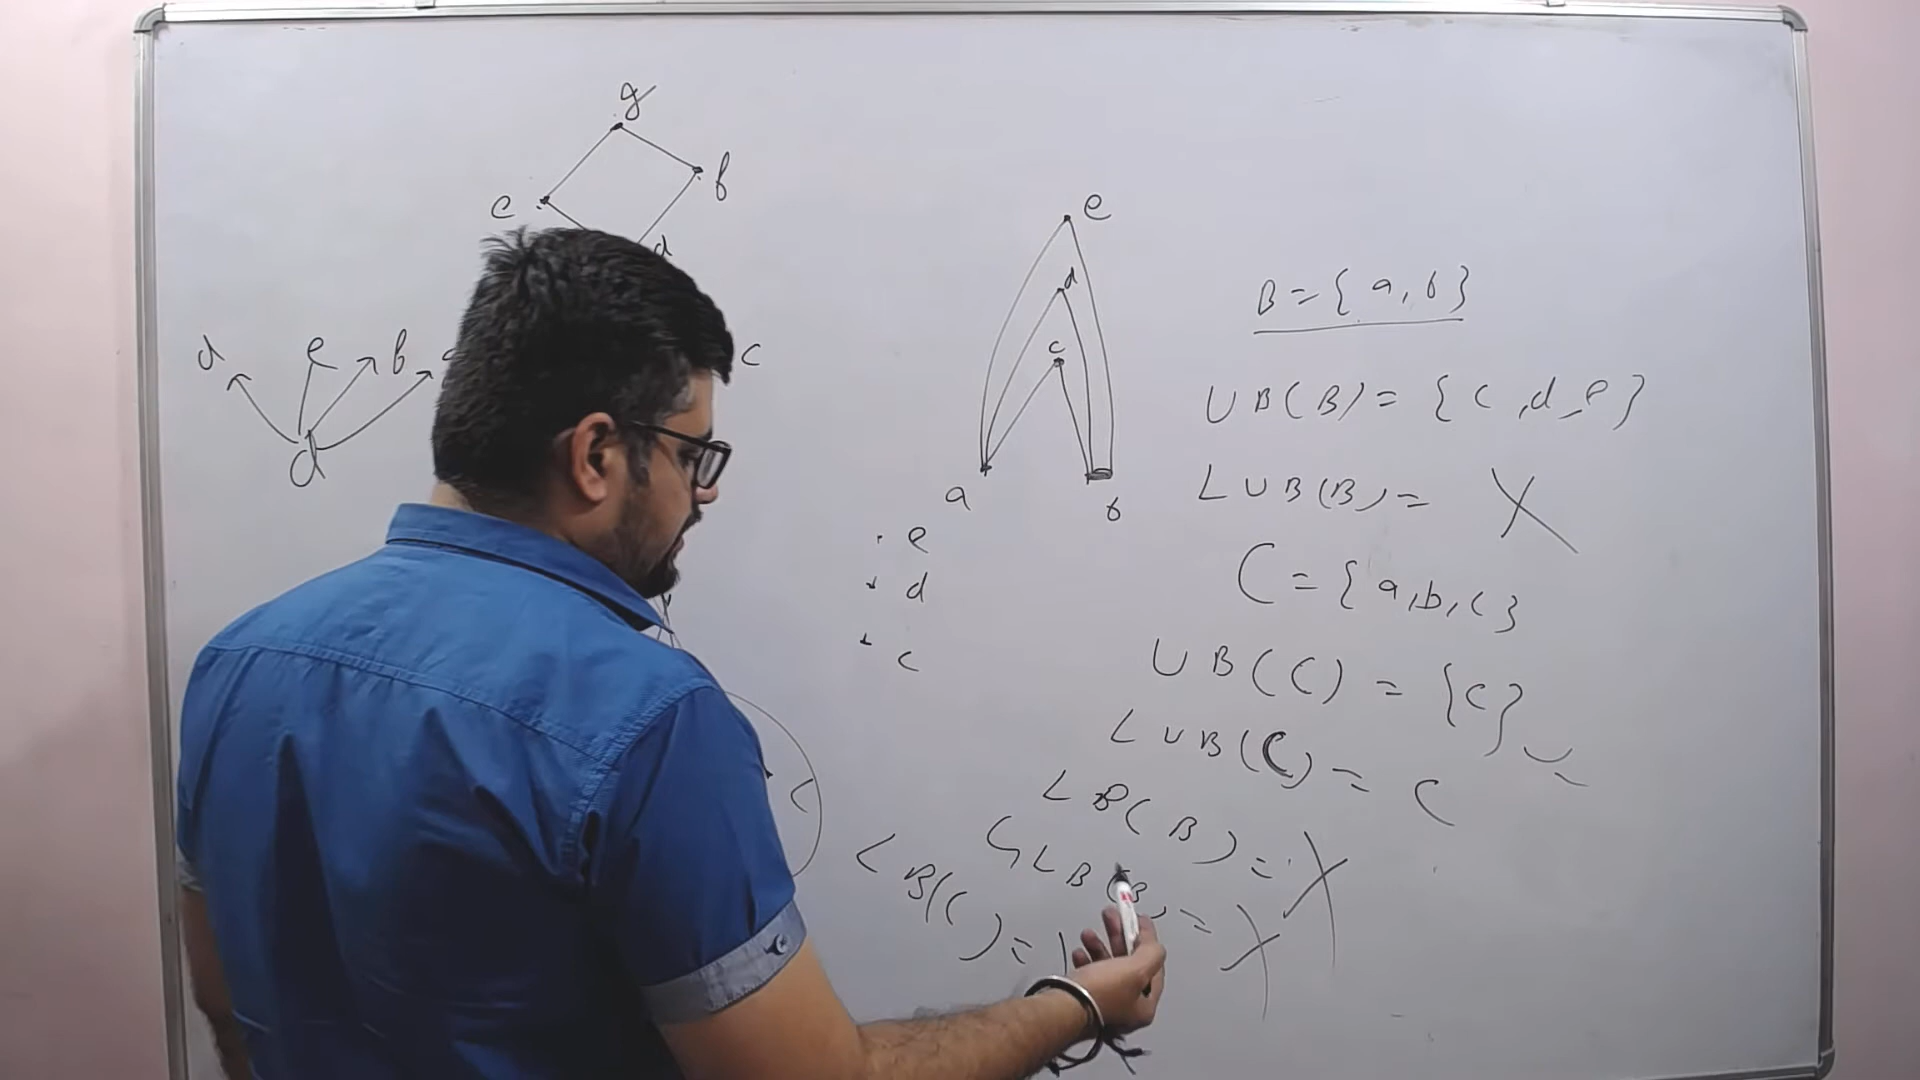 g
f
e
d
c
d e b
d
e
d
c
a b
e
d
c
B = { a, b }
UB(B) = { c, d, e }
LUB(B) = X
C = { a, b, c }
UB(C) = { c }
LUB(C) = c
LB(B) = X
GLB(B) = X
LB(C) =
c